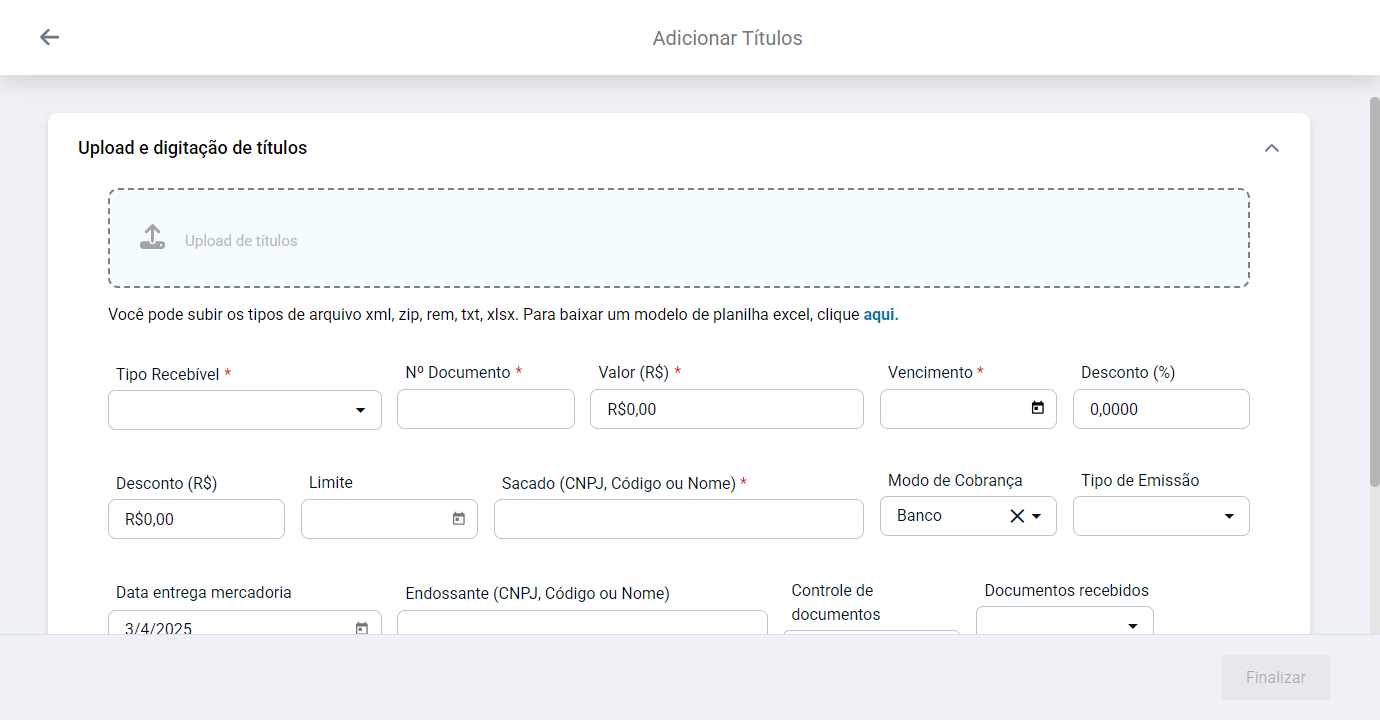 Adicionar Títulos
Upload e digitação de títulos
Upload de títulos
Você pode subir os tipos de arquivo xml, zip, rem, txt, xlsx. Para baixar um modelo de planilha excel, clique aqui.
Tipo Recebível *
Nº Documento *
Valor (R$) *
Vencimento *
Desconto (%)
R$0,00
0,0000
Desconto (R$)
Limite
Sacado (CNPJ, Código ou Nome) *
Modo de Cobrança
Tipo de Emissão
R$0,00
Banco
Data entrega mercadoria
Endossante (CNPJ, Código ou Nome)
Controle de
documentos
Documentos recebidos
3/4/2025
Finalizar